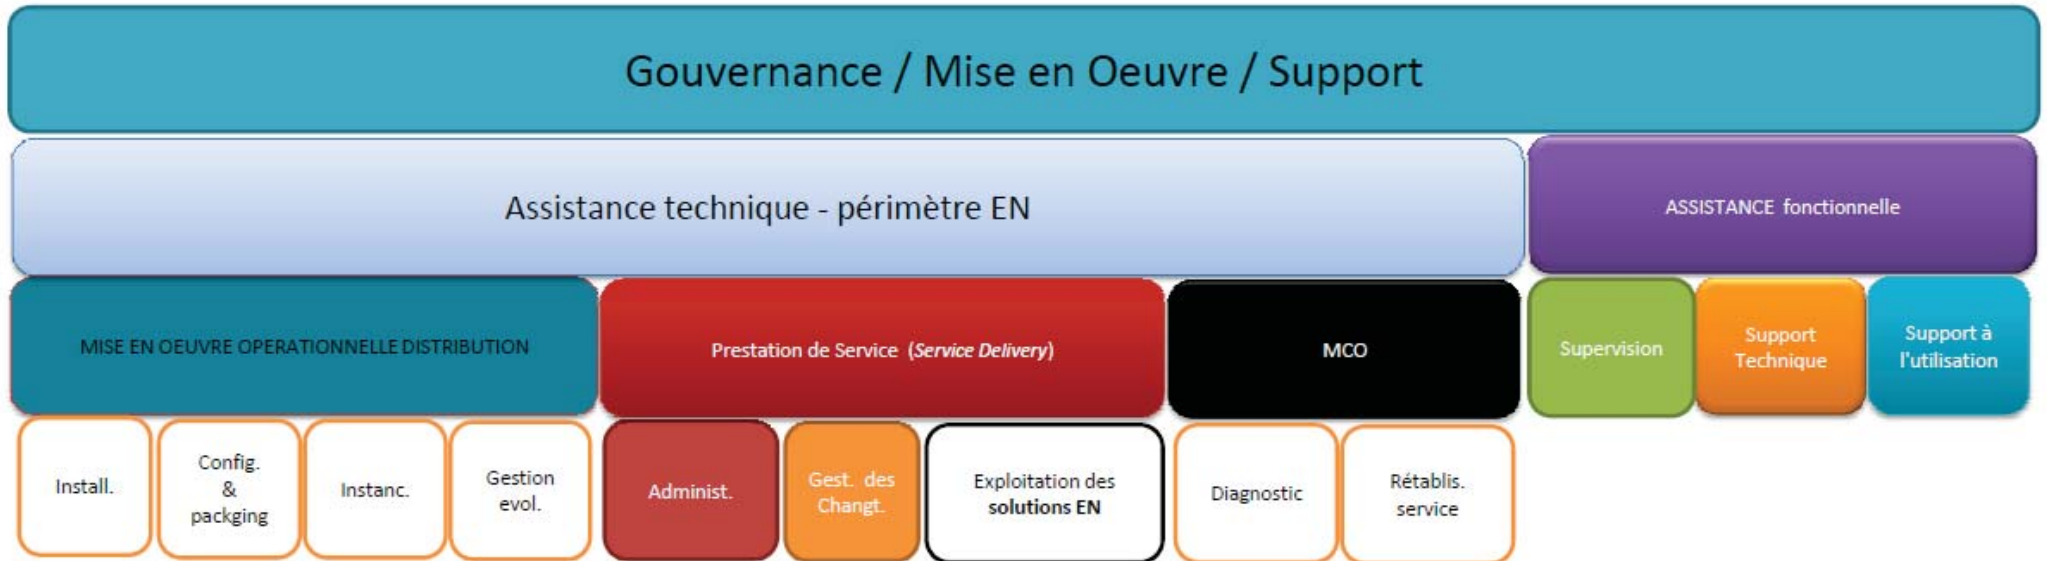 Gouvernance / Mise en Oeuvre / Support
Assistance technique - périmètre EN
ASSISTANCE fonctionnelle
MISE EN OEUVRE OPERATIONNELLE DISTRIBUTION
Prestation de Service (Service Delivery)
MCO
Supervision
Support
Technique
Support à
l'utilisation
Install.
Config.
&
packging
Instanc.
Gestion
evol.
Administ.
Gest. des
Changt.
Exploitation des
solutions EN
Diagnostic
Rétablis.
service